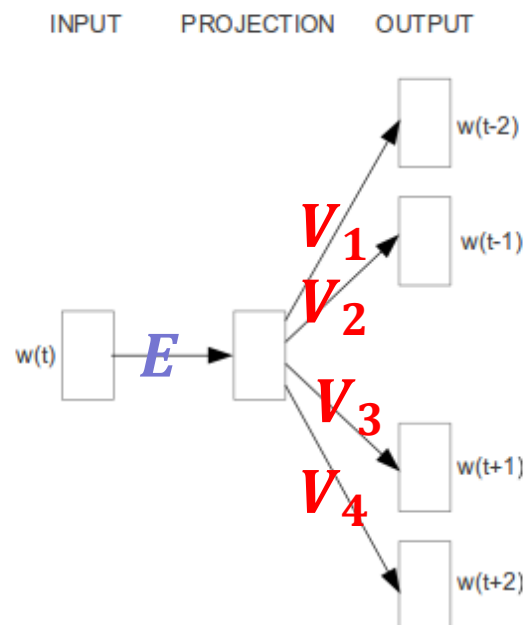 INPUT PROJECTION OUTPUT
w(t-2)
V1
w(t-1)
V2
w(t) E
V3
w(t+1)
V4
w(t+2)